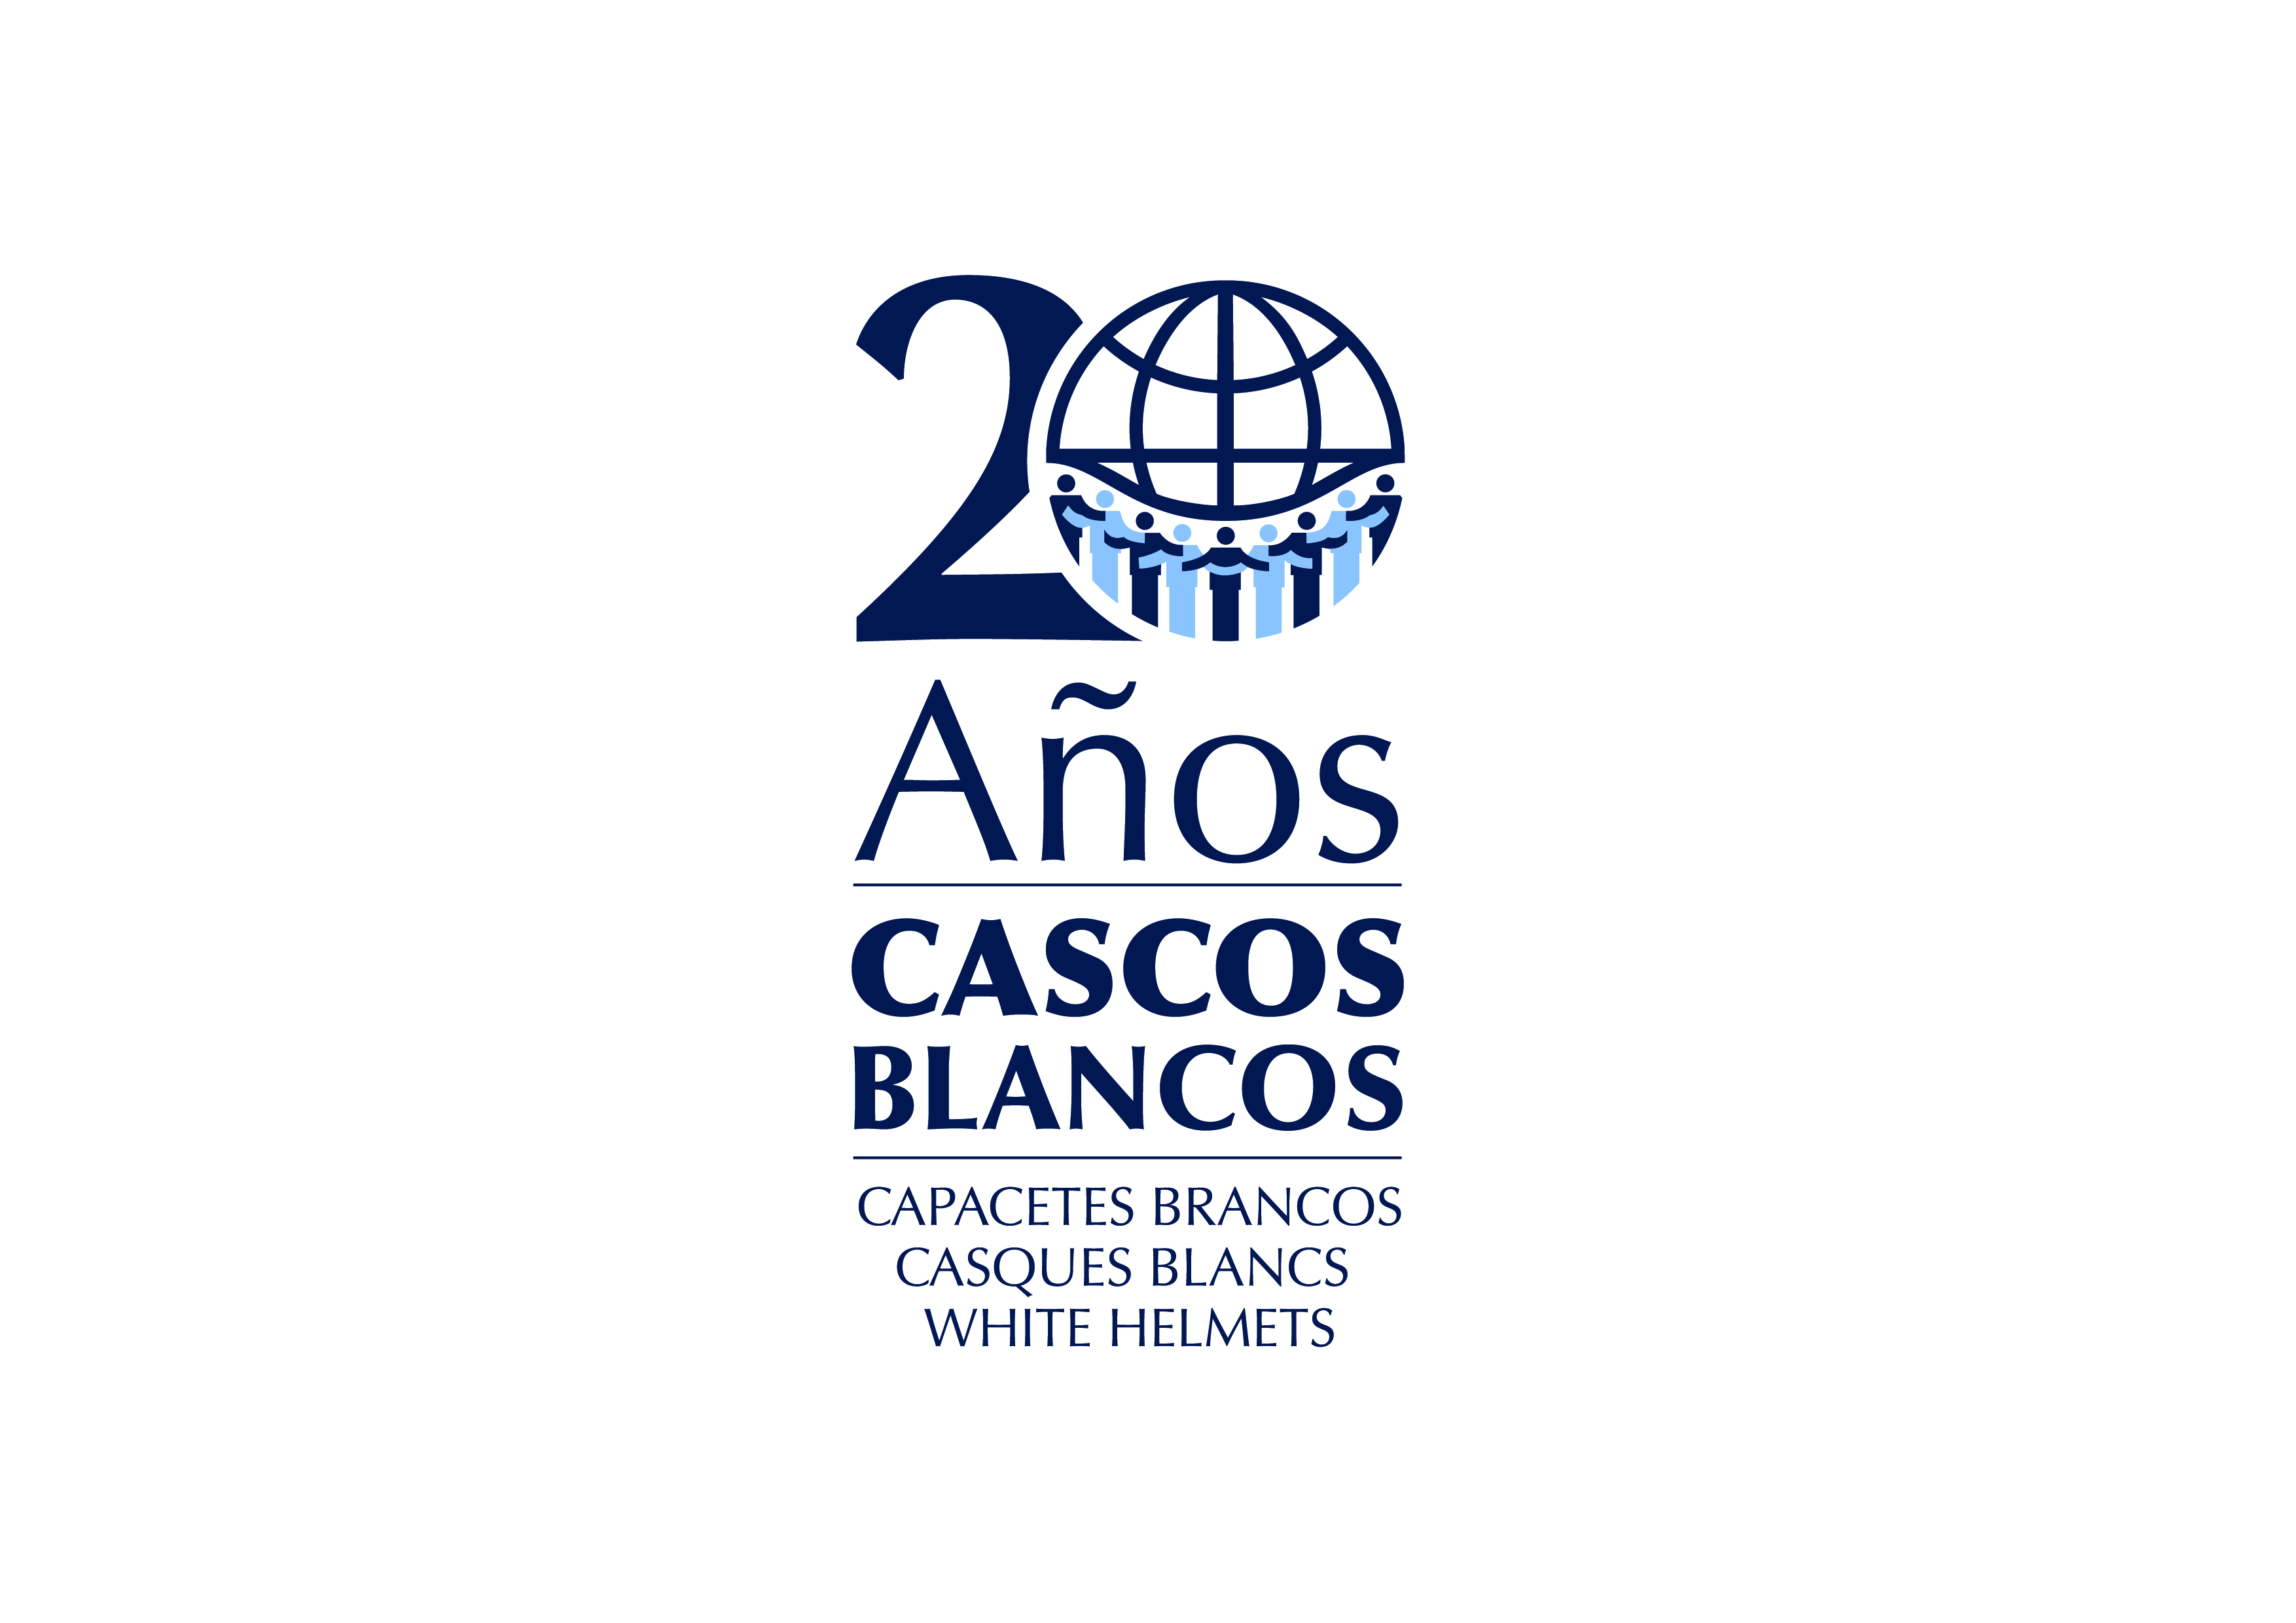 20
Años
CASCOS
BLANCOS
CAPACETES BRANCOS
CASQUES BLANCS
WHITE HELMETS